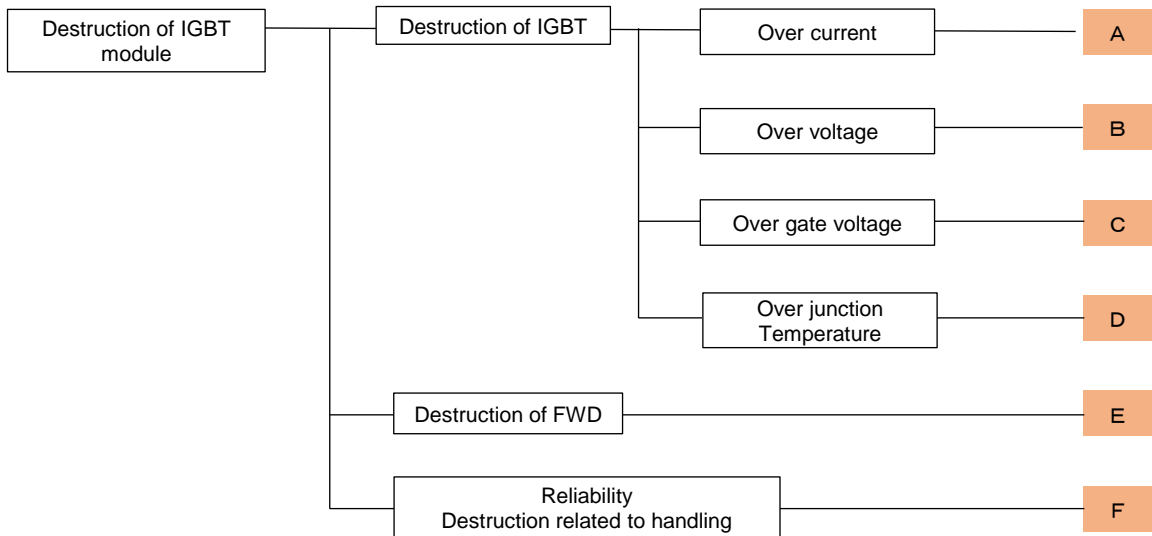 Destruction of IGBT
module
Destruction of IGBT
Over current
A
Over voltage
B
Over gate voltage
C
Over junction
Temperature
D
Destruction of FWD
E
Reliability
Destruction related to handling
F